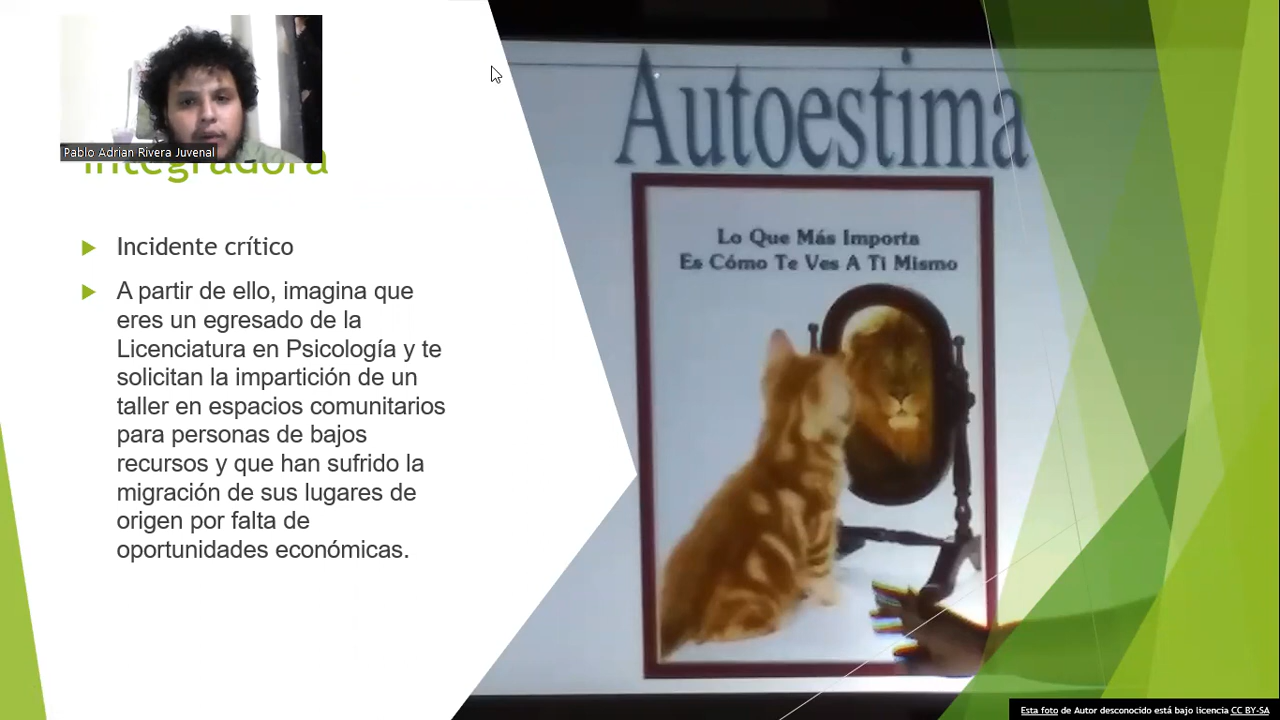 Pablo Adrian Rivera Juvenal
Integradora
Incidente crítico
A partir de ello, imagina que
eres un egresado de la
Licenciatura en Psicología y te
solicitan la impartición de un
taller en espacios comunitarios
para personas de bajos
recursos y que han sufrido la
migración de sus lugares de
origen por falta de
oportunidades económicas.
Autoestima
Lo Que Más Importa
Es Cómo Te Ves A Ti Mismo
Esta foto de Autor desconocido está bajo licencia CC BY-SA